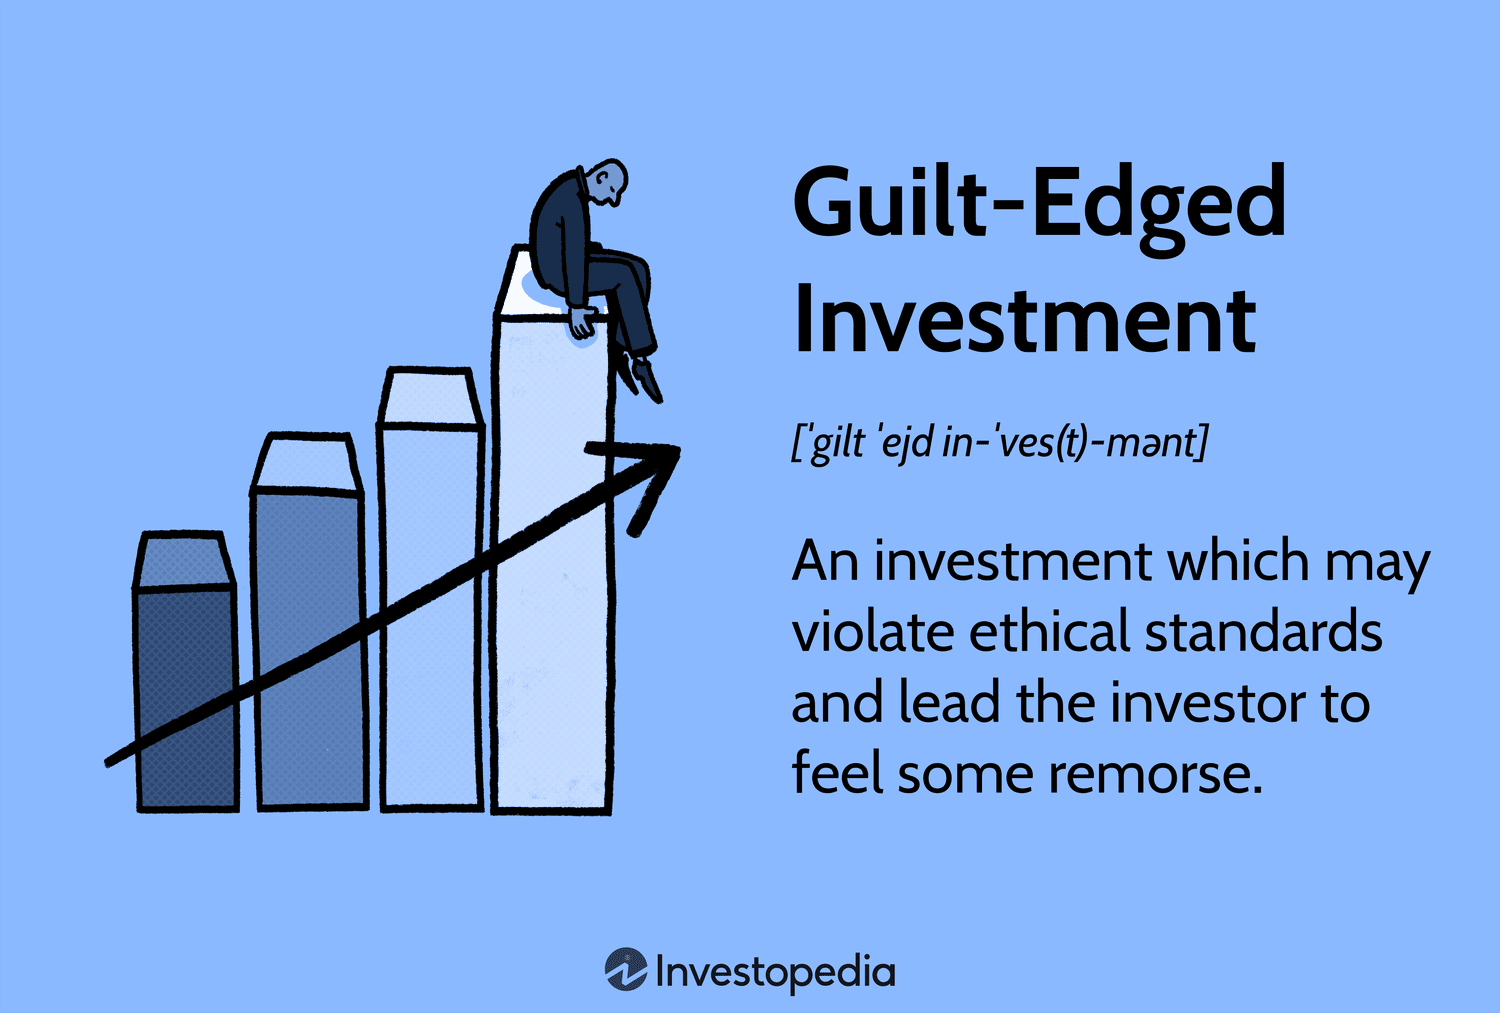 Guilt-Edged
Investment
[ˈgilt ˈejd in-ˈves(t)-mənt]
An investment which may
violate ethical standards
and lead the investor to
feel some remorse.
Investopedia